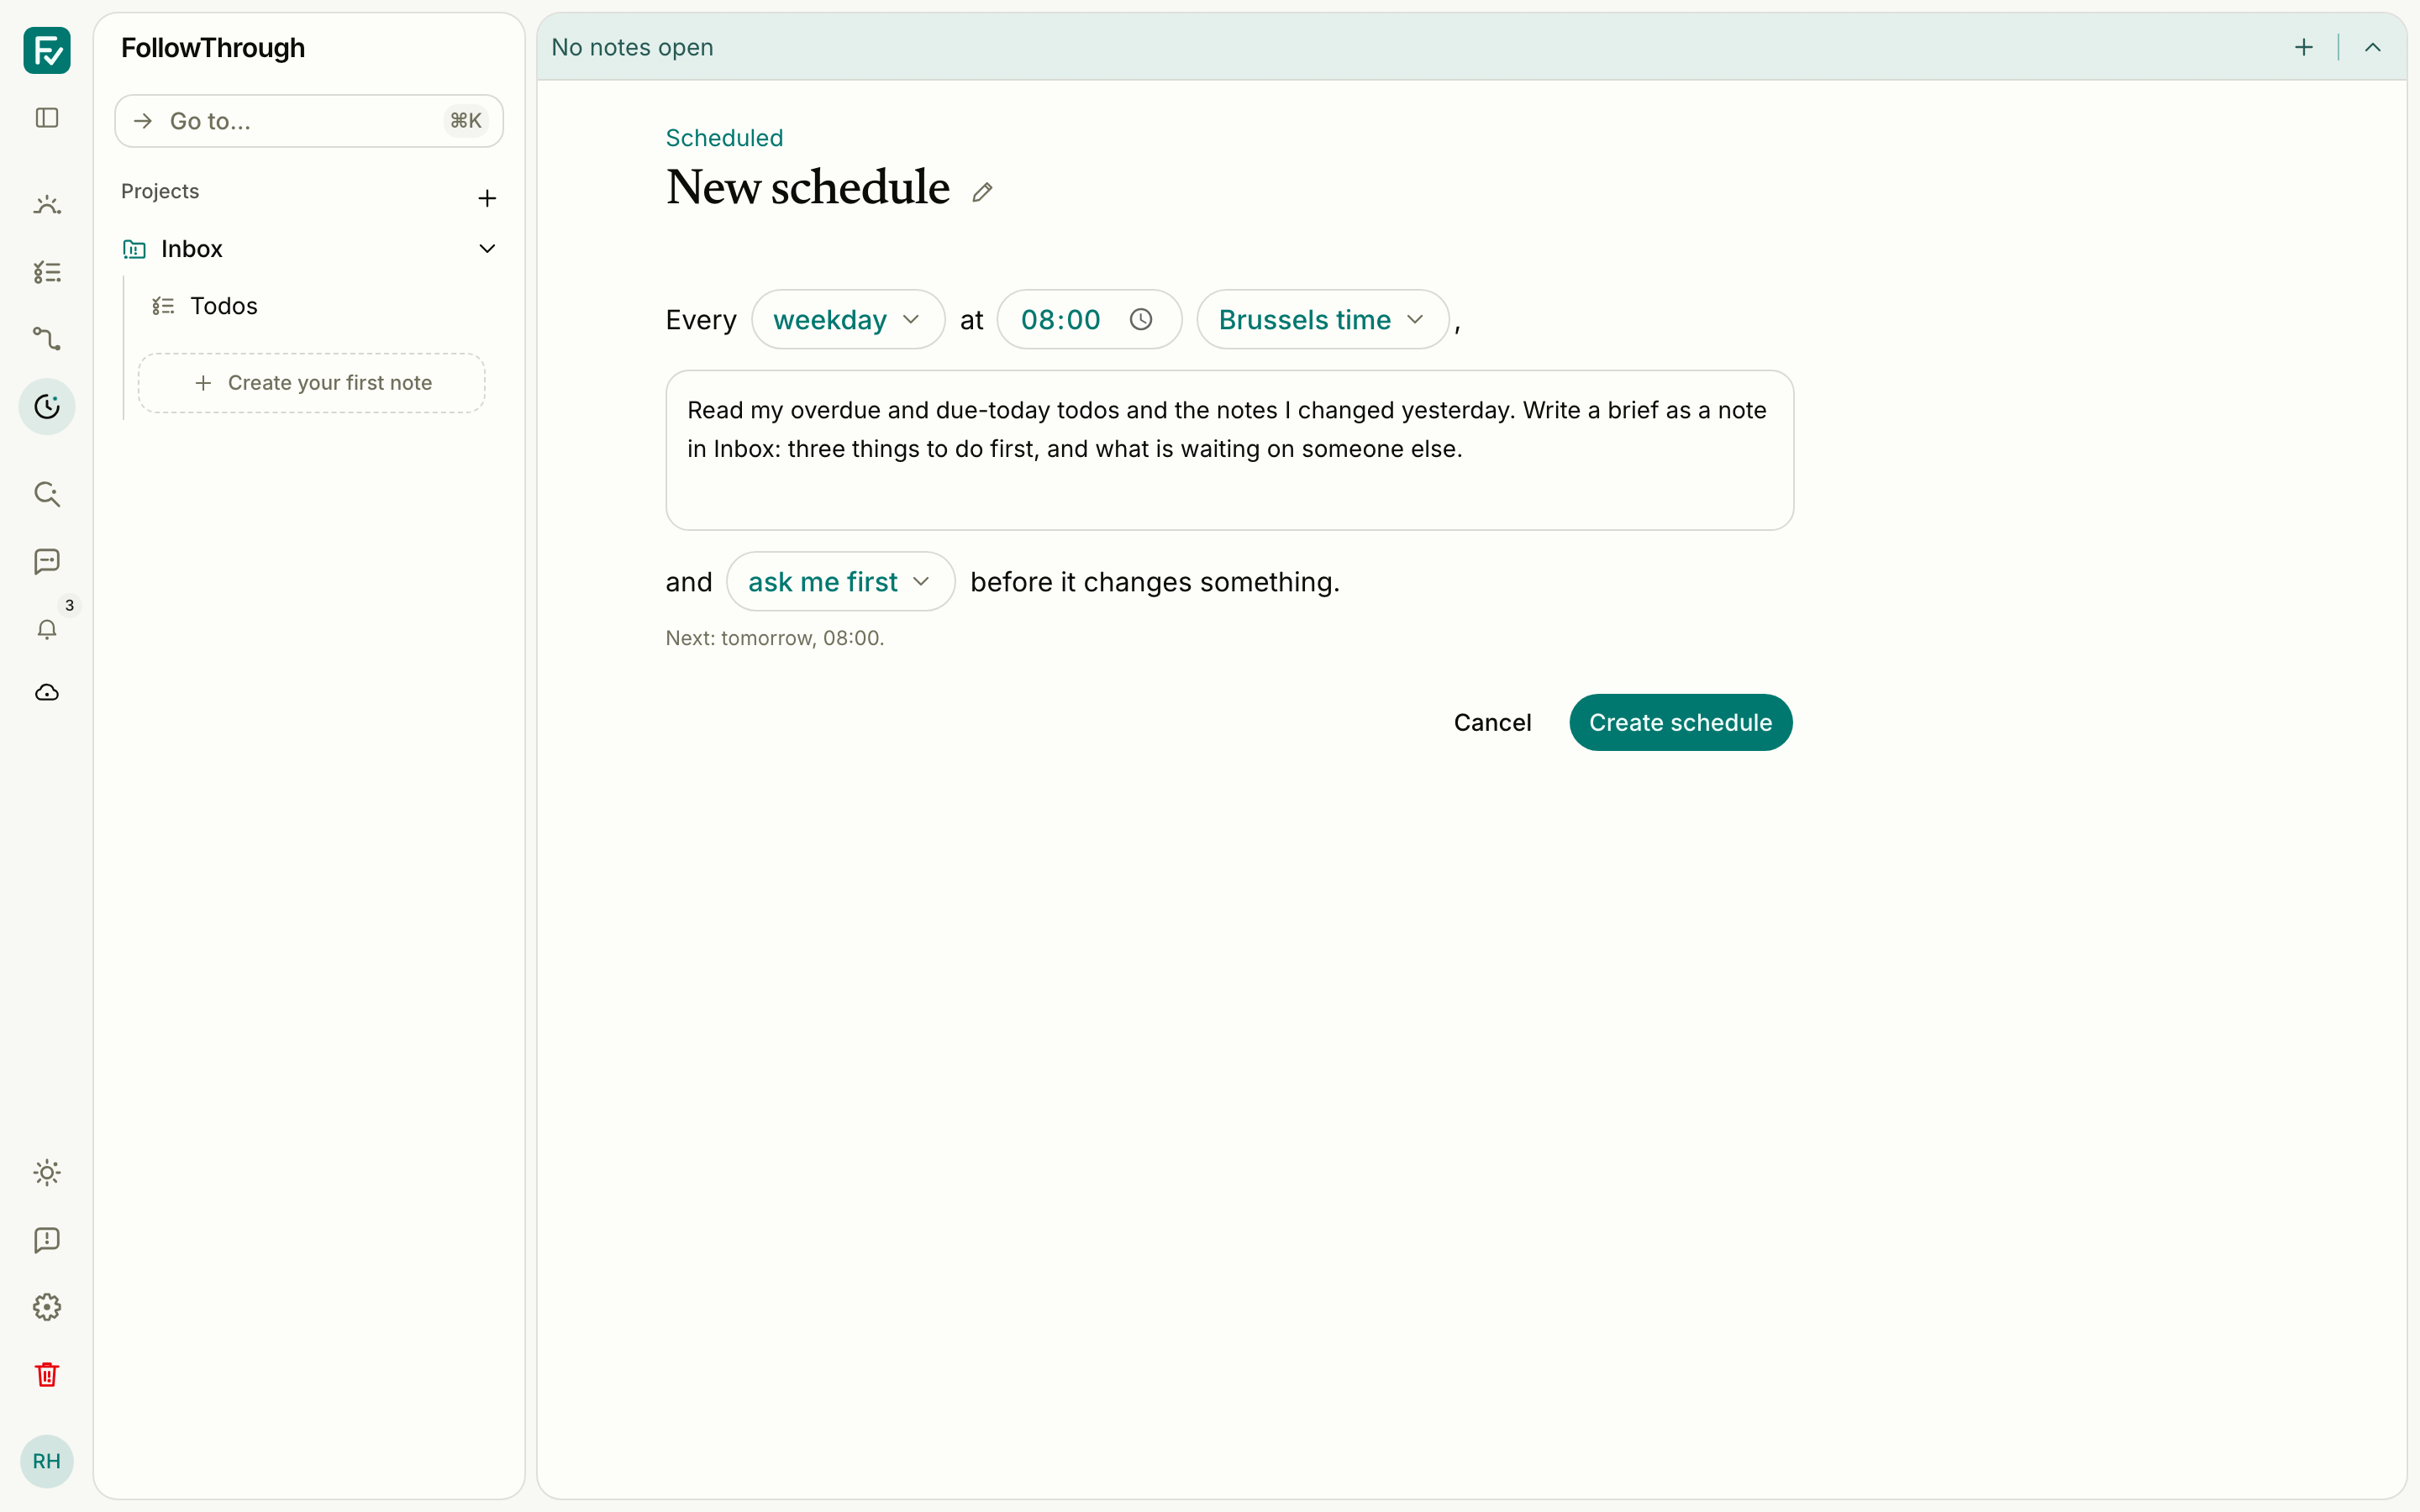 FollowThrough
Go to...
⌘K
Projects
Inbox
Todos
Create your first note
3
RH
No notes open
Scheduled
New schedule
Every weekday at 08:00 Brussels time ,
Read my overdue and due-today todos and the notes I changed yesterday. Write a brief as a note
in Inbox: three things to do first, and what is waiting on someone else.
and ask me first before it changes something.
Next: tomorrow, 08:00.
Cancel
Create schedule